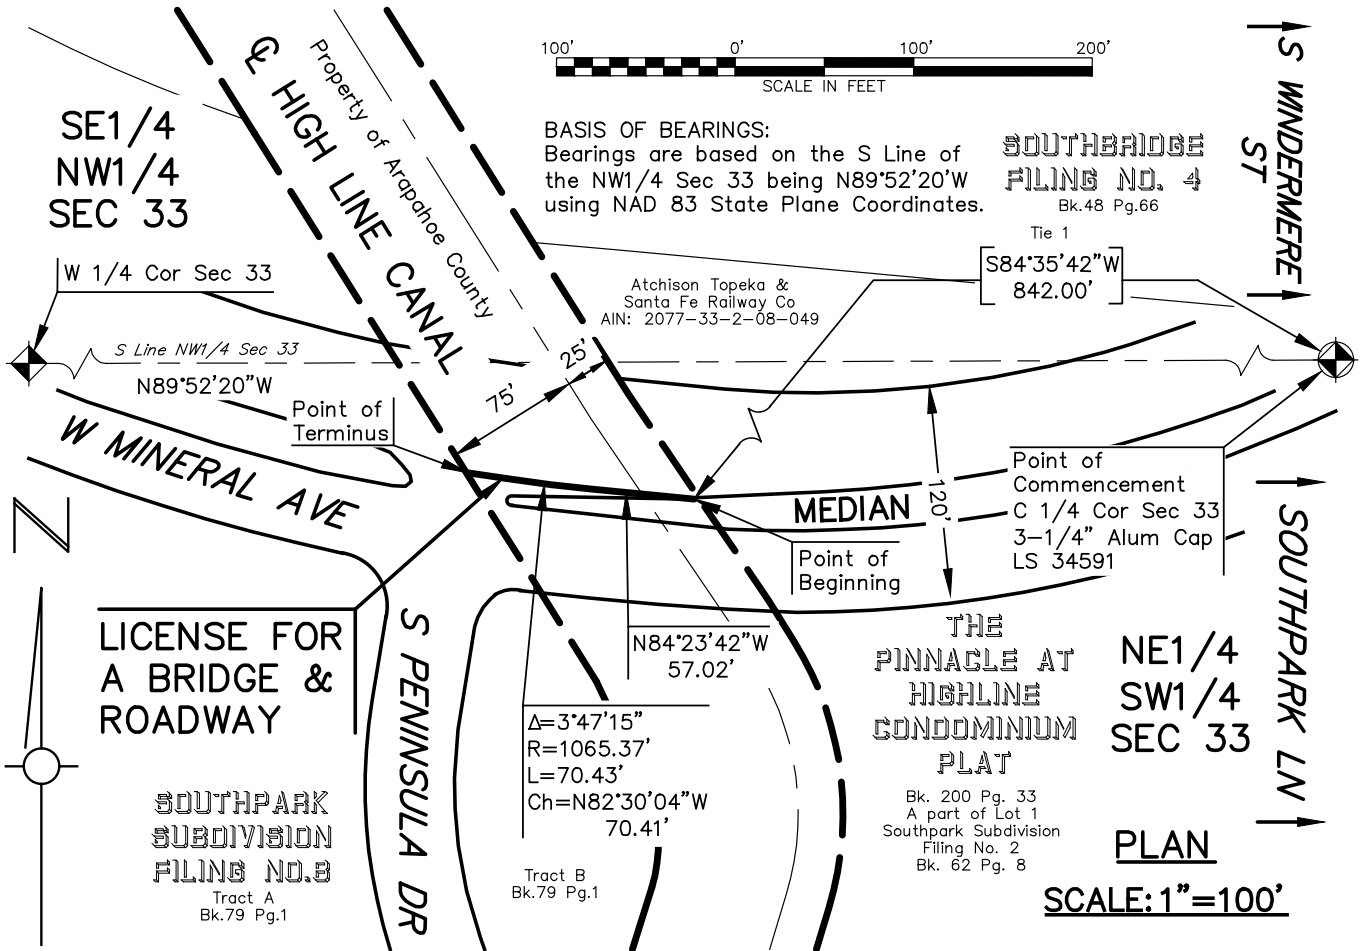 100' 0' 100' 200'
SCALE IN FEET
℄ HIGH LINE CANAL
Property of Arapahoe County
SE1/4
NW1/4
SEC 33
BASIS OF BEARINGS:
Bearings are based on the S Line of
the NW1/4 Sec 33 being N89°52'20"W
using NAD 83 State Plane Coordinates.
SOUTHBRIDGE
FILING NO. 4
Bk.48 Pg.66
S WINDERMERE
ST
Tie 1
S84°35'42"W
842.00'
W 1/4 Cor Sec 33
Atchison Topeka &
Santa Fe Railway Co
AIN: 2077-33-2-08-049
S Line NW1/4 Sec 33
N89°52'20"W
25'
75'
Point of
Terminus
W MINERAL AVE
MEDIAN
120'
Point of
Commencement
C 1/4 Cor Sec 33
3-1/4" Alum Cap
LS 34591
Point of
Beginning
N
LICENSE FOR
A BRIDGE &
ROADWAY
S PENINSULA DR
N84°23'42"W
57.02'
Δ=3°47'15"
R=1065.37'
L=70.43'
Ch=N82°30'04"W
70.41'
THE
PINNACLE AT
HIGHLINE
CONDOMINIUM
PLAT
Bk. 200 Pg. 33
A part of Lot 1
Southpark Subdivision
Filing No. 2
Bk. 62 Pg. 8
NE1/4
SW1/4
SEC 33
SOUTHPARK LN
SOUTHPARK
SUBDIVISION
FILING NO.8
Tract A
Bk.79 Pg.1
Tract B
Bk.79 Pg.1
PLAN
SCALE: 1"=100'